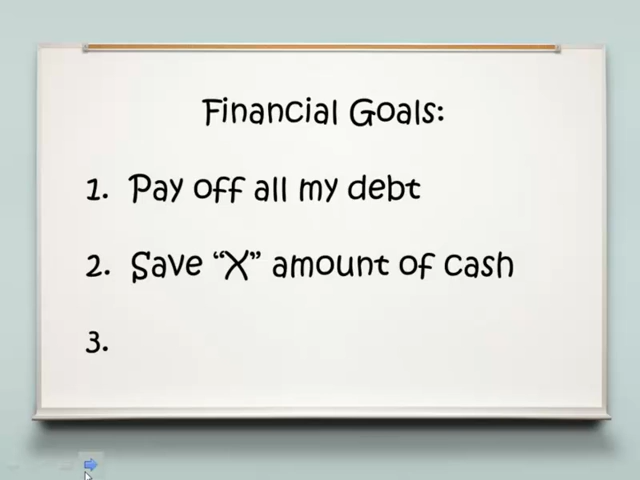 Financial Goals:
1. Pay off all my debt
2. Save “X” amount of cash
3.